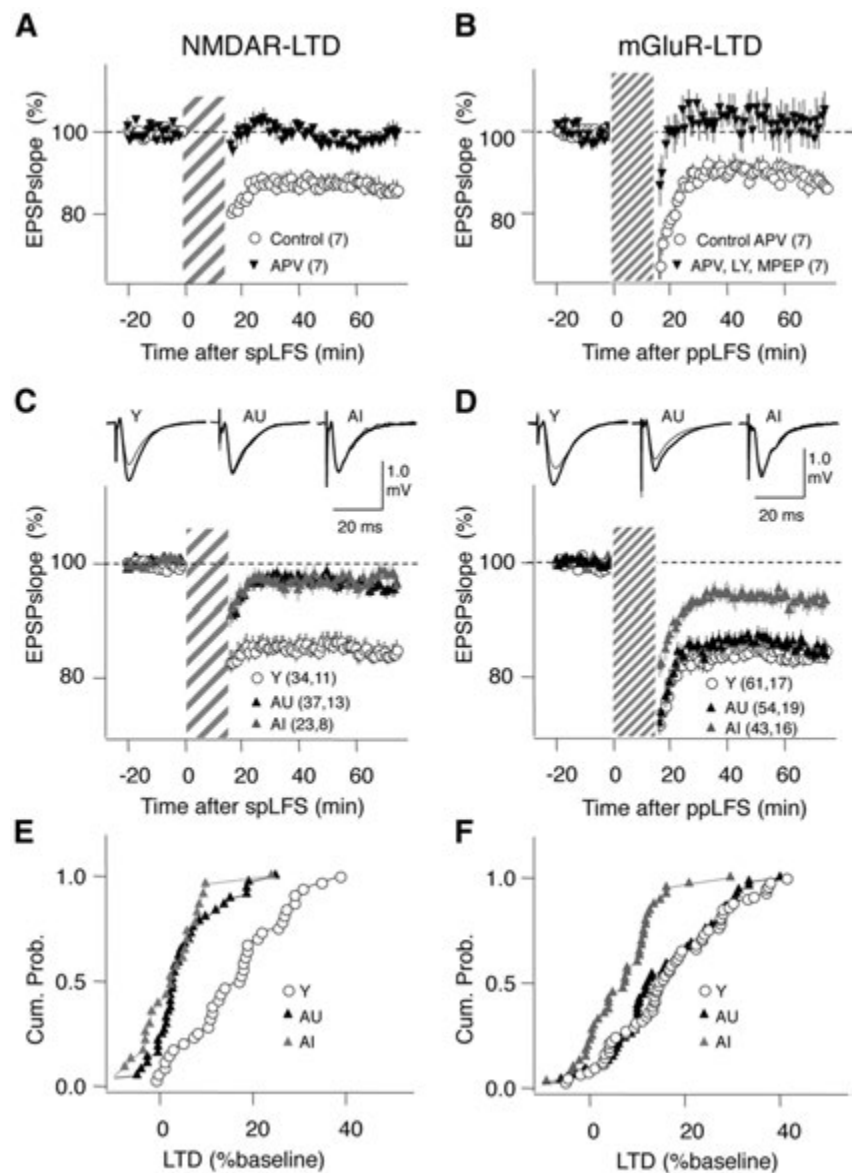 A
NMDAR-LTD
EPSPslope (%)
100
80
Control (7)
APV (7)
-20 0 20 40 60
Time after spLFS (min)
B
mGluR-LTD
EPSPslope (%)
100
80
Control APV (7)
APV, LY, MPEP (7)
-20 0 20 40 60
Time after ppLFS (min)
C
Y AU AI
1.0
mV
20 ms
EPSPslope (%)
100
80
Y (34,11)
AU (37,13)
AI (23,8)
-20 0 20 40 60
Time after spLFS (min)
D
Y AU AI
1.0
mV
20 ms
EPSPslope (%)
100
80
Y (61,17)
AU (54,19)
AI (43,16)
-20 0 20 40 60
Time after ppLFS (min)
E
Cum. Prob.
1.0
0.5
0.0
Y
AU
AI
0 20 40
LTD (%baseline)
F
Cum. Prob.
1.0
0.5
0.0
Y
AU
AI
0 20 40
LTD (%baseline)